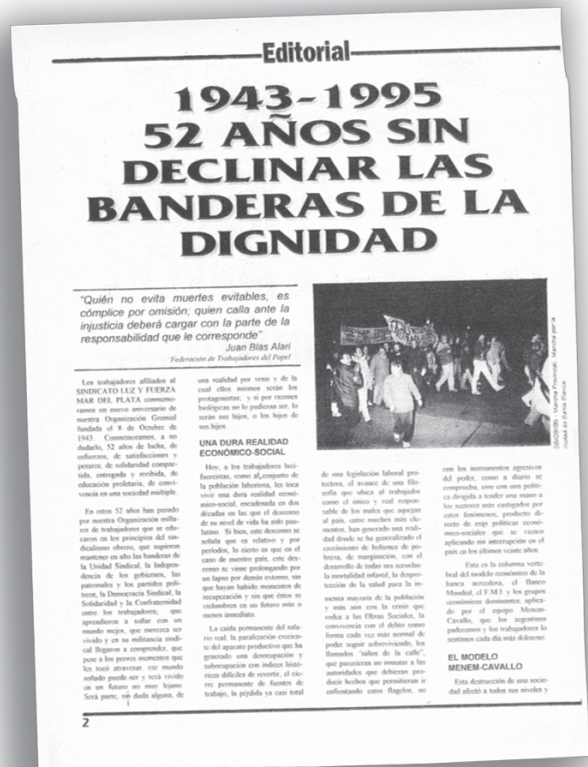 Editorial
1943-1995
52 AÑOS SIN
DECLINAR LAS
BANDERAS DE LA
DIGNIDAD
"Quién no evita muertes evitables, es
cómplice por omisión; quien calla ante la
injusticia deberá cargar con la parte de la
responsabilidad que le corresponde"
Juan Blas Alari
Federación de Trabajadores del Papel
Los trabajadores afiliados al
SINDICATO LUZ Y FUERZA
MAR DEL PLATA conmemo-
ramos un nuevo aniversario de
nuestra Organización Gremial
fundada el 8 de Octubre de
1943. Conmemoramos, a no
dudarlo, 52 años de lucha, de
esfuerzos, de satisfacciones y
pesares, de solidaridad compar-
tida, entregada y recibida, de
educación proletaria, de convi-
vencia en una sociedad múltiple.
En estos 52 años han pasado
por nuestra Organización milla-
res de trabajadores que se edu-
caron en los principios del sin-
dicalismo obrero, que supieron
mantener en alto las banderas de
la Unidad Sindical, la Indepen-
dencia de los gobiernos, las
patronales y los partidos polí-
ticos, la Democracia Sindical, la
Solidaridad y la Confraternidad
entre los trabajadores, que
aprendieron a soñar con un
mundo mejor, que merezca ser
vivido y en su militancia sindi-
cal llegaron a comprender, que
pese a los peores momentos que
les tocó atravesar, ese mundo
soñado puede ser y será vivido
en un futuro no muy lejano.
Será parte, sin duda alguna, de
una realidad por venir y de la
cual ellos mismos serán los
protagonistas, y si por razones
biológicas no lo pudieran ser, lo
serán sus hijos, o los hijos de
sus hijos.
UNA DURA REALIDAD
ECONÓMICO-SOCIAL
Hoy, a los trabajadores luci-
fuercistas, como al conjunto de
la población laboriosa, les toca
vivir una dura realidad econó-
mico-social, encadenada en dos
décadas en las que el descenso
de su nivel de vida ha sido pau-
latino. Si bien, este descenso se
señala que es relativo y por
períodos, lo cierto es que en el
caso de nuestro país, este des-
censo se viene prolongando por
un lapso por demás extenso, sin
que hayan habido momentos de
recuperación y sin que éstos se
vislumbren en un futuro más o
menos inmediato.
La caída permanente del sala-
rio real, la paralización crecien-
te del aparato productivo que ha
generado una desocupación y
subocupación con índices histó-
ricos difíciles de revertir, el cie-
rre permanente de fuentes de
trabajo, la pérdida ya casi total
Marcha Provincial. Marcha por la
ciudad de Bahía Blanca.
de una legislación laboral pro-
tectora, el avance de una filo-
sofía que ubica al trabajador
como el único y real respon-
sable de los males que aquejan
al país, entre muchos más ele-
mentos, han generado una reali-
dad donde se ha generalizado el
crecimiento de bolsones de po-
breza, de marginación, con el
desarrollo de todas sus secuelas
la mortalidad infantil, la despro-
tección de la salud para la in-
mensa mayoría de la población
y más aún con la crisis que
rodea a las Obras Sociales, la
convivencia con el delito como
forma cada vez más normal de
poder seguir sobreviviendo, los
llamados "niños de la calle",
que parecieran no inmutar a las
autoridades que debieran pro-
ducir hechos que permitieran ir
enfrentando estos flagelos, no
con los instrumentos agresivos
del poder, como a diario se
comprueba, sino con una políti-
ca dirigida a tender una mano a
los sectores más castigados por
estos fenómenos, producto di-
recto de esas políticas econó-
mico-sociales que se vienen
aplicando sin interrupción en el
país en los últimos veinte años.
Esta es la columna verte-
bral del modelo económico de la
banca acreedora, el Banco
Mundial, el F.M.I. y los grupos
económicos dominantes, aplica-
do por el equipo Menem-
Cavallo, que los argentinos
padecemos y los trabajadores lo
sentimos cada día más doloroso.
EL MODELO
MENEM-CAVALLO
Esta destrucción de una socie-
dad afectó a todos sus niveles y
2